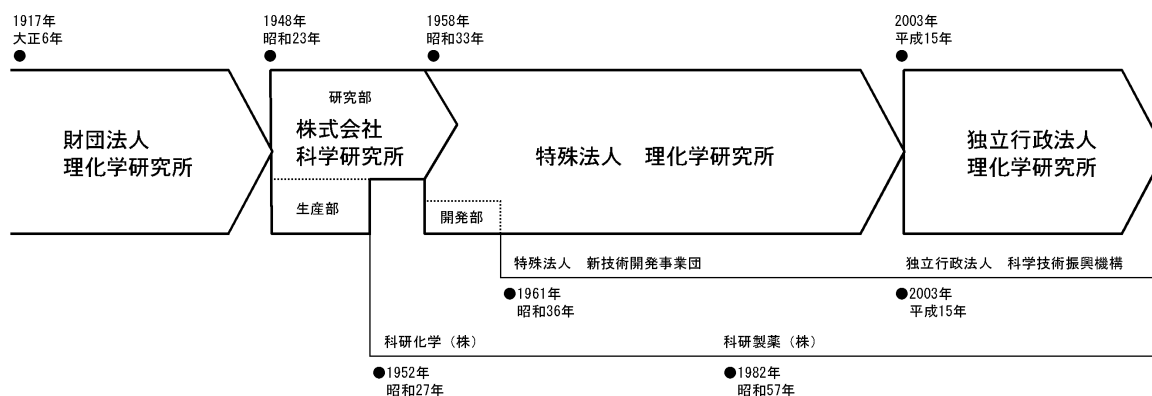 1917年
大正6年
1948年
昭和23年
1958年
昭和33年
2003年
平成15年
財団法人
理化学研究所
研究部
株式会社
科学研究所
生産部
特殊法人　理化学研究所
開発部
独立行政法人
理化学研究所
特殊法人　新技術開発事業団
独立行政法人　科学技術振興機構
1961年
昭和36年
2003年
平成15年
科研化学（株）
科研製薬（株）
1952年
昭和27年
1982年
昭和57年